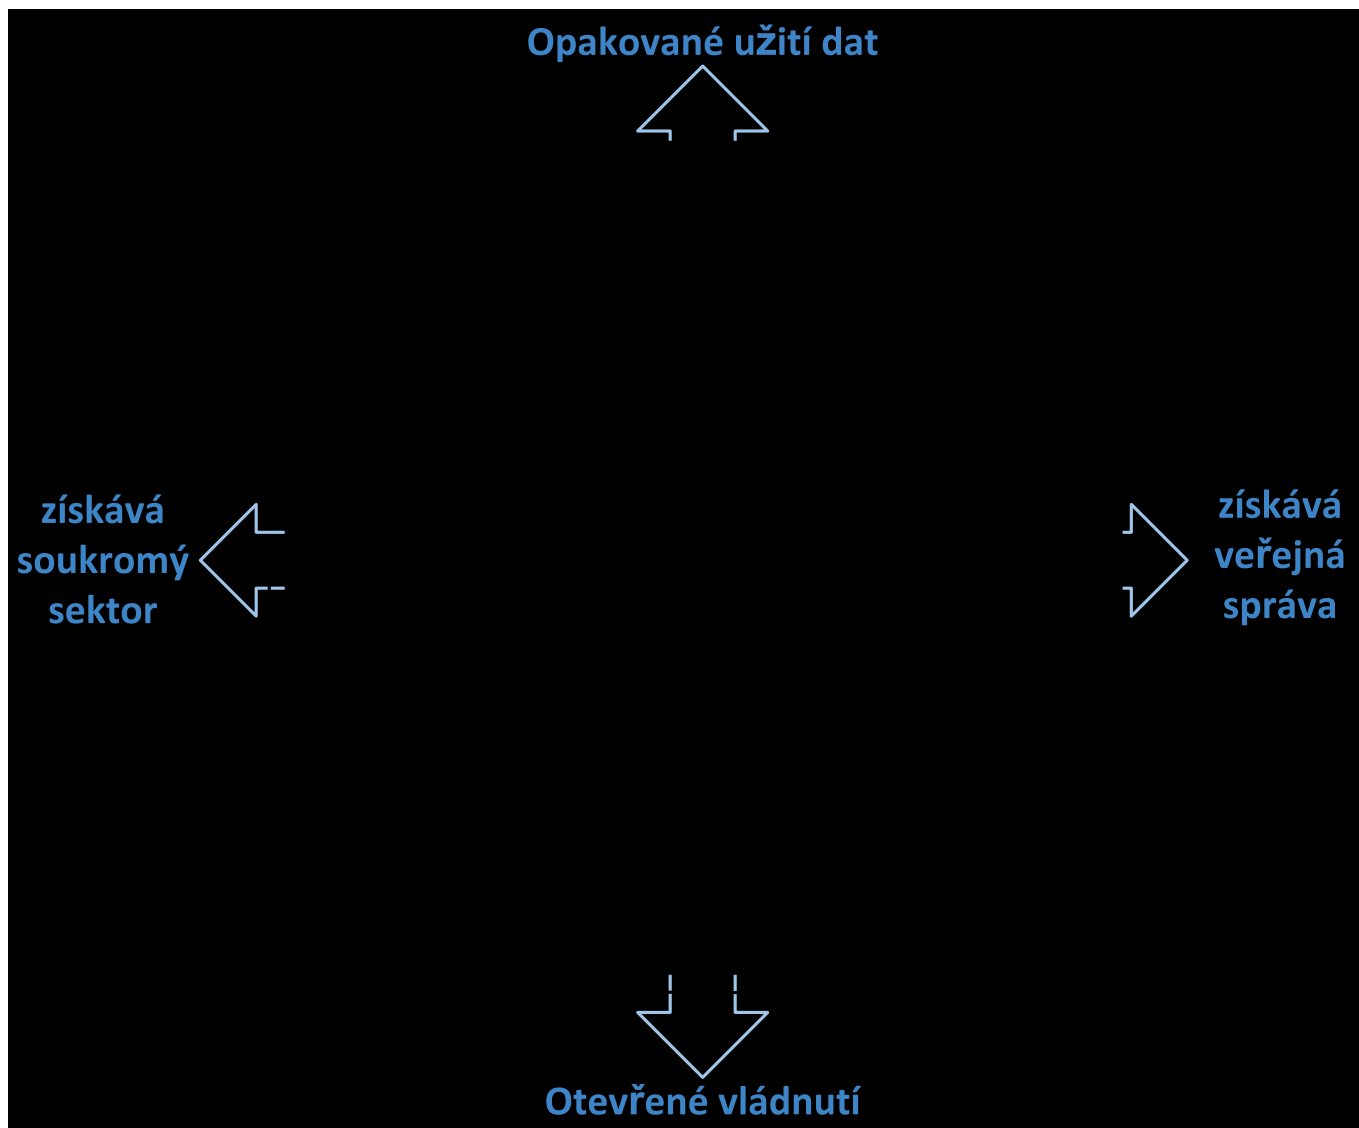 Opakované užití dat
získává
soukromý
sektor
získává
veřejná
správa
Otevřené vládnutí